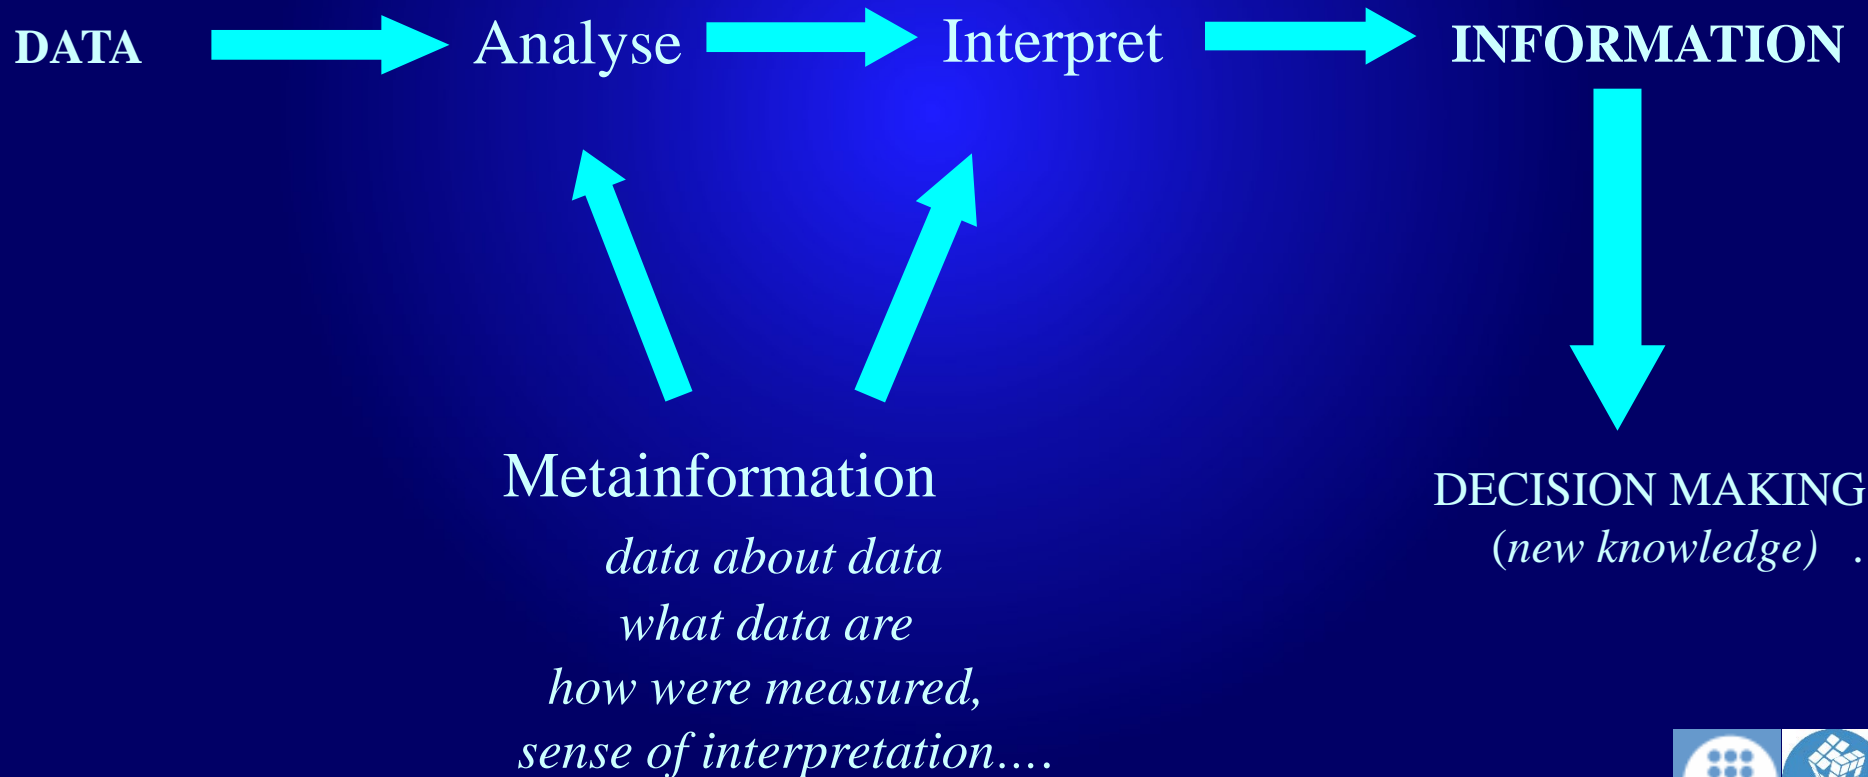 DATA Analyse Interpret INFORMATION
Metainformation
data about data
what data are
how were measured,
sense of interpretation....
DECISION MAKING
(new knowledge) .